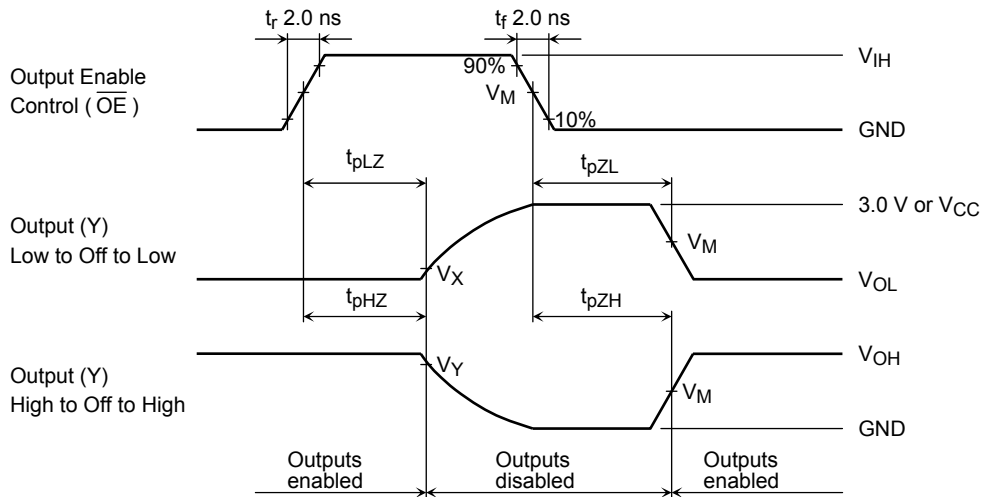 tr 2.0 ns
tf 2.0 ns
Output Enable
Control ( OE )
90%
VM
10%
VIH
GND
tpLZ
tpZL
Output (Y)
Low to Off to Low
VX
VM
3.0 V or VCC
VOL
tpHZ
tpZH
Output (Y)
High to Off to High
VY
VM
VOH
GND
Outputs
enabled
Outputs
disabled
Outputs
enabled